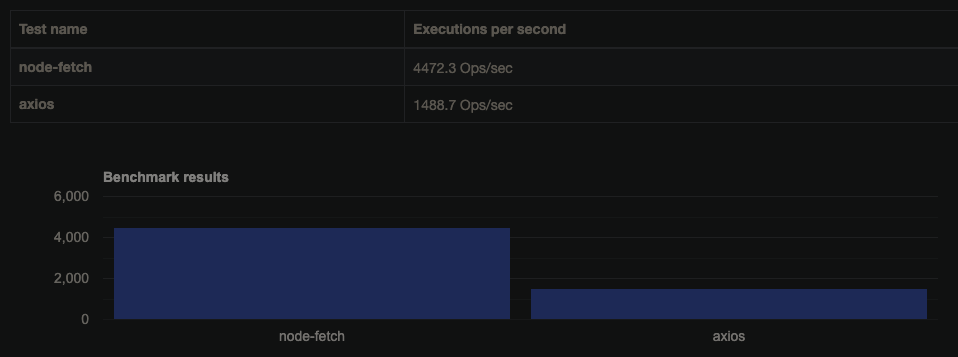 Test name Executions per second
node-fetch 4472.3 Ops/sec
axios 1488.7 Ops/sec
Benchmark results
6,000
4,000
2,000
0
node-fetch axios